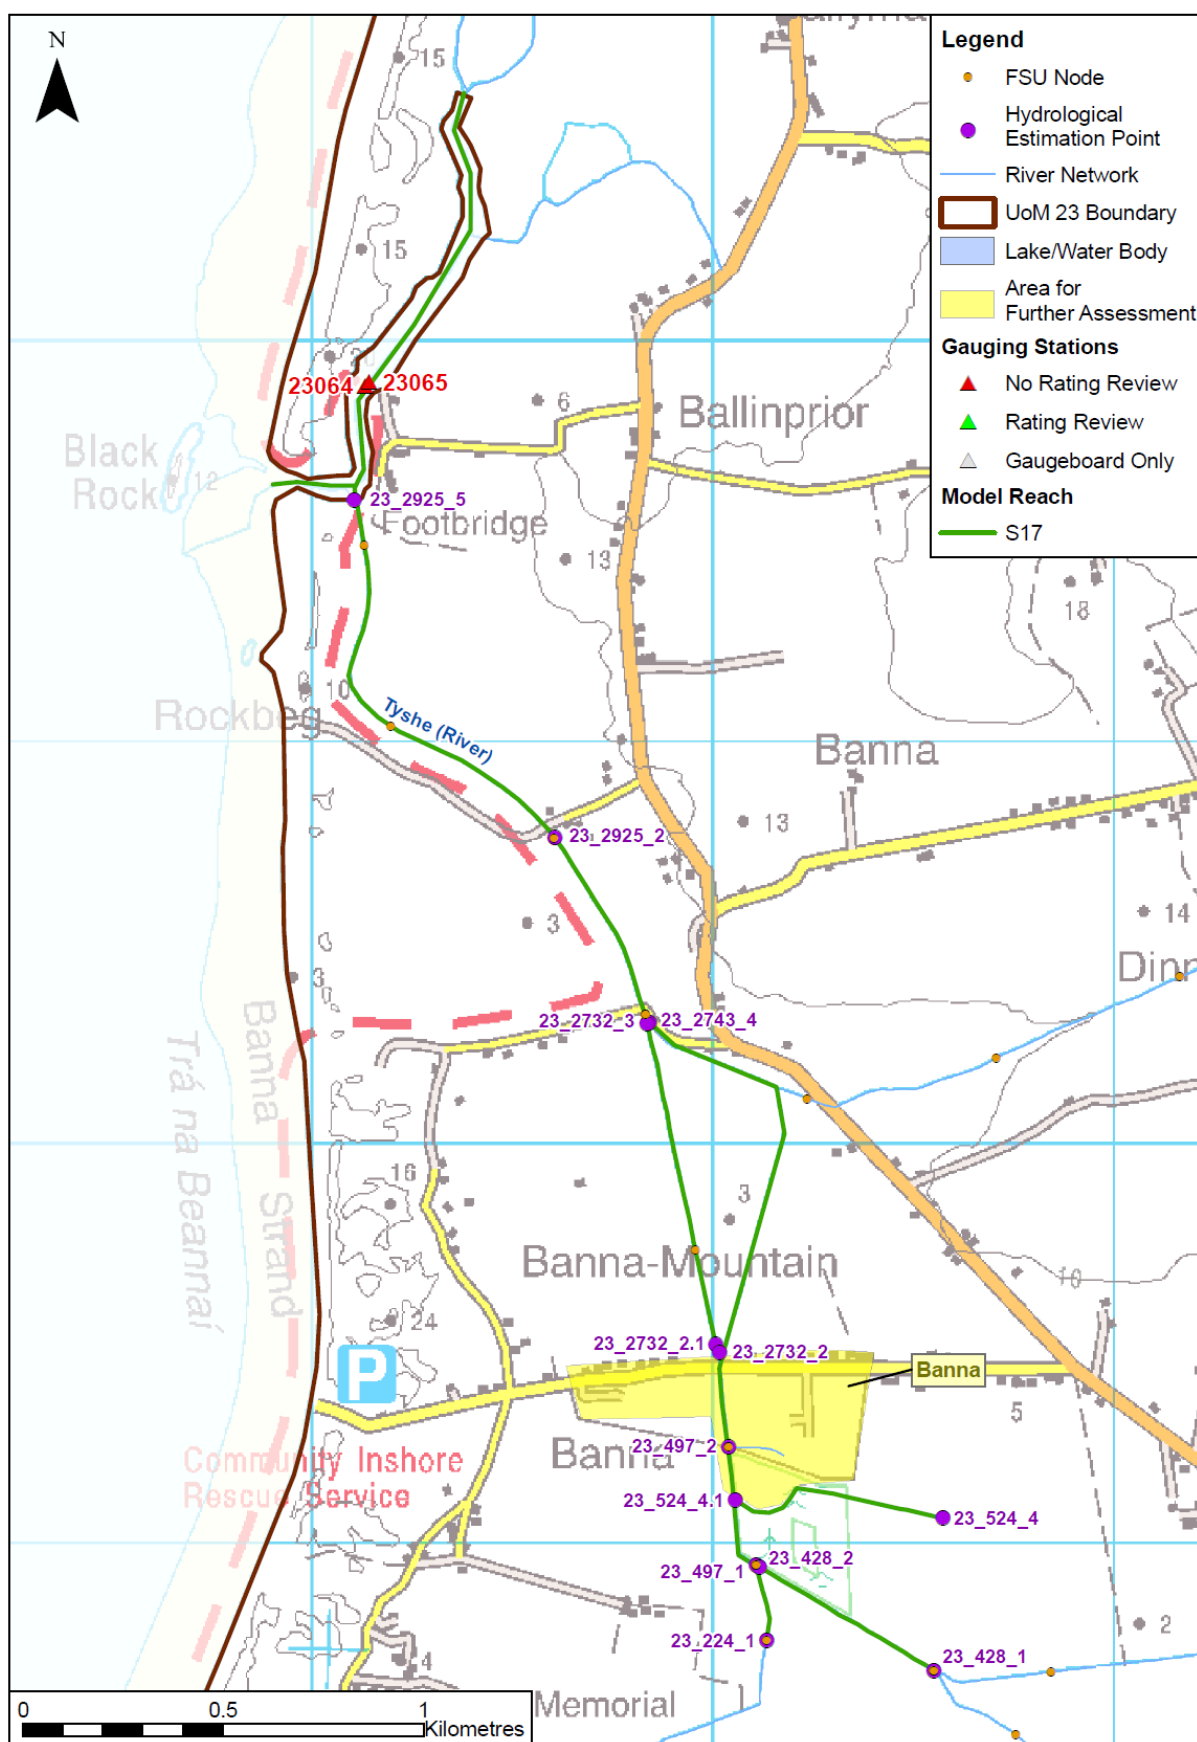 N
15
15
20
23064
23065
Black
Rock
12
6
Ballinprior
23_2925_5
Footbridge
13
18
10
Rockbeg
Tyshe (River)
Banna
13
23_2925_2
3
14
3
Dinn
23_2732_3
23_2743_4
Banna Strand
Trá na Beannaí
16
3
Banna-Mountain
10
24
23_2732_2.1
23_2732_2
P
Banna
5
Banna
23_497_2
Community Inshore
Rescue Service
23_524_4.1
23_524_4
23_428_2
23_497_1
2
23_224_1
23_428_1
4
Memorial
0
0.5
1
Kilometres
Legend
FSU Node
Hydrological
Estimation Point
River Network
UoM 23 Boundary
Lake/Water Body
Area for
Further Assessment
Gauging Stations
No Rating Review
Rating Review
Gaugeboard Only
Model Reach
S17